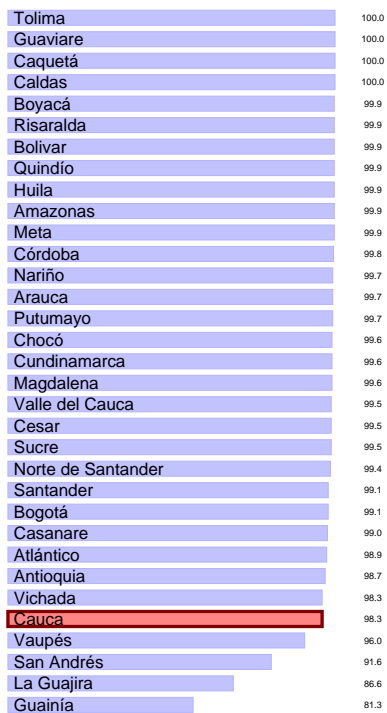 Tolima 100.0
Guaviare 100.0
Caquetá 100.0
Caldas 100.0
Boyacá 99.9
Risaralda 99.9
Bolivar 99.9
Quindío 99.9
Huila 99.9
Amazonas 99.9
Meta 99.9
Córdoba 99.8
Nariño 99.7
Arauca 99.7
Putumayo 99.7
Chocó 99.6
Cundinamarca 99.6
Magdalena 99.6
Valle del Cauca 99.5
Cesar 99.5
Sucre 99.5
Norte de Santander 99.4
Santander 99.1
Bogotá 99.1
Casanare 99.0
Atlántico 98.9
Antioquia 98.7
Vichada 98.3
Cauca 98.3
Vaupés 96.0
San Andrés 91.6
La Guajira 86.6
Guainía 81.3